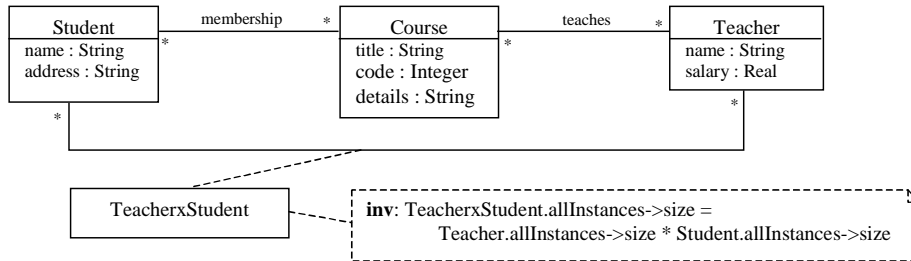 Student
name : String
address : String
*
*
membership
*
Course
title : String
code : Integer
details : String
*
teaches
*
Teacher
name : String
salary : Real
*
TeacherxStudent
inv: TeacherxStudent.allInstances->size =
Teacher.allInstances->size * Student.allInstances->size